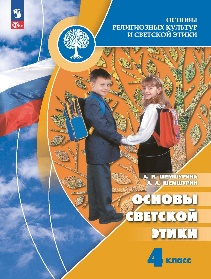 ОСНОВЫ
РЕЛИГИОЗНЫХ КУЛЬТУР
И СВЕТСКОЙ ЭТИКИ
А. И. ШЕМШУРИНА
А. А. ШЕМШУРИН
ОСНОВЫ
СВЕТСКОЙ
ЭТИКИ
4 класс